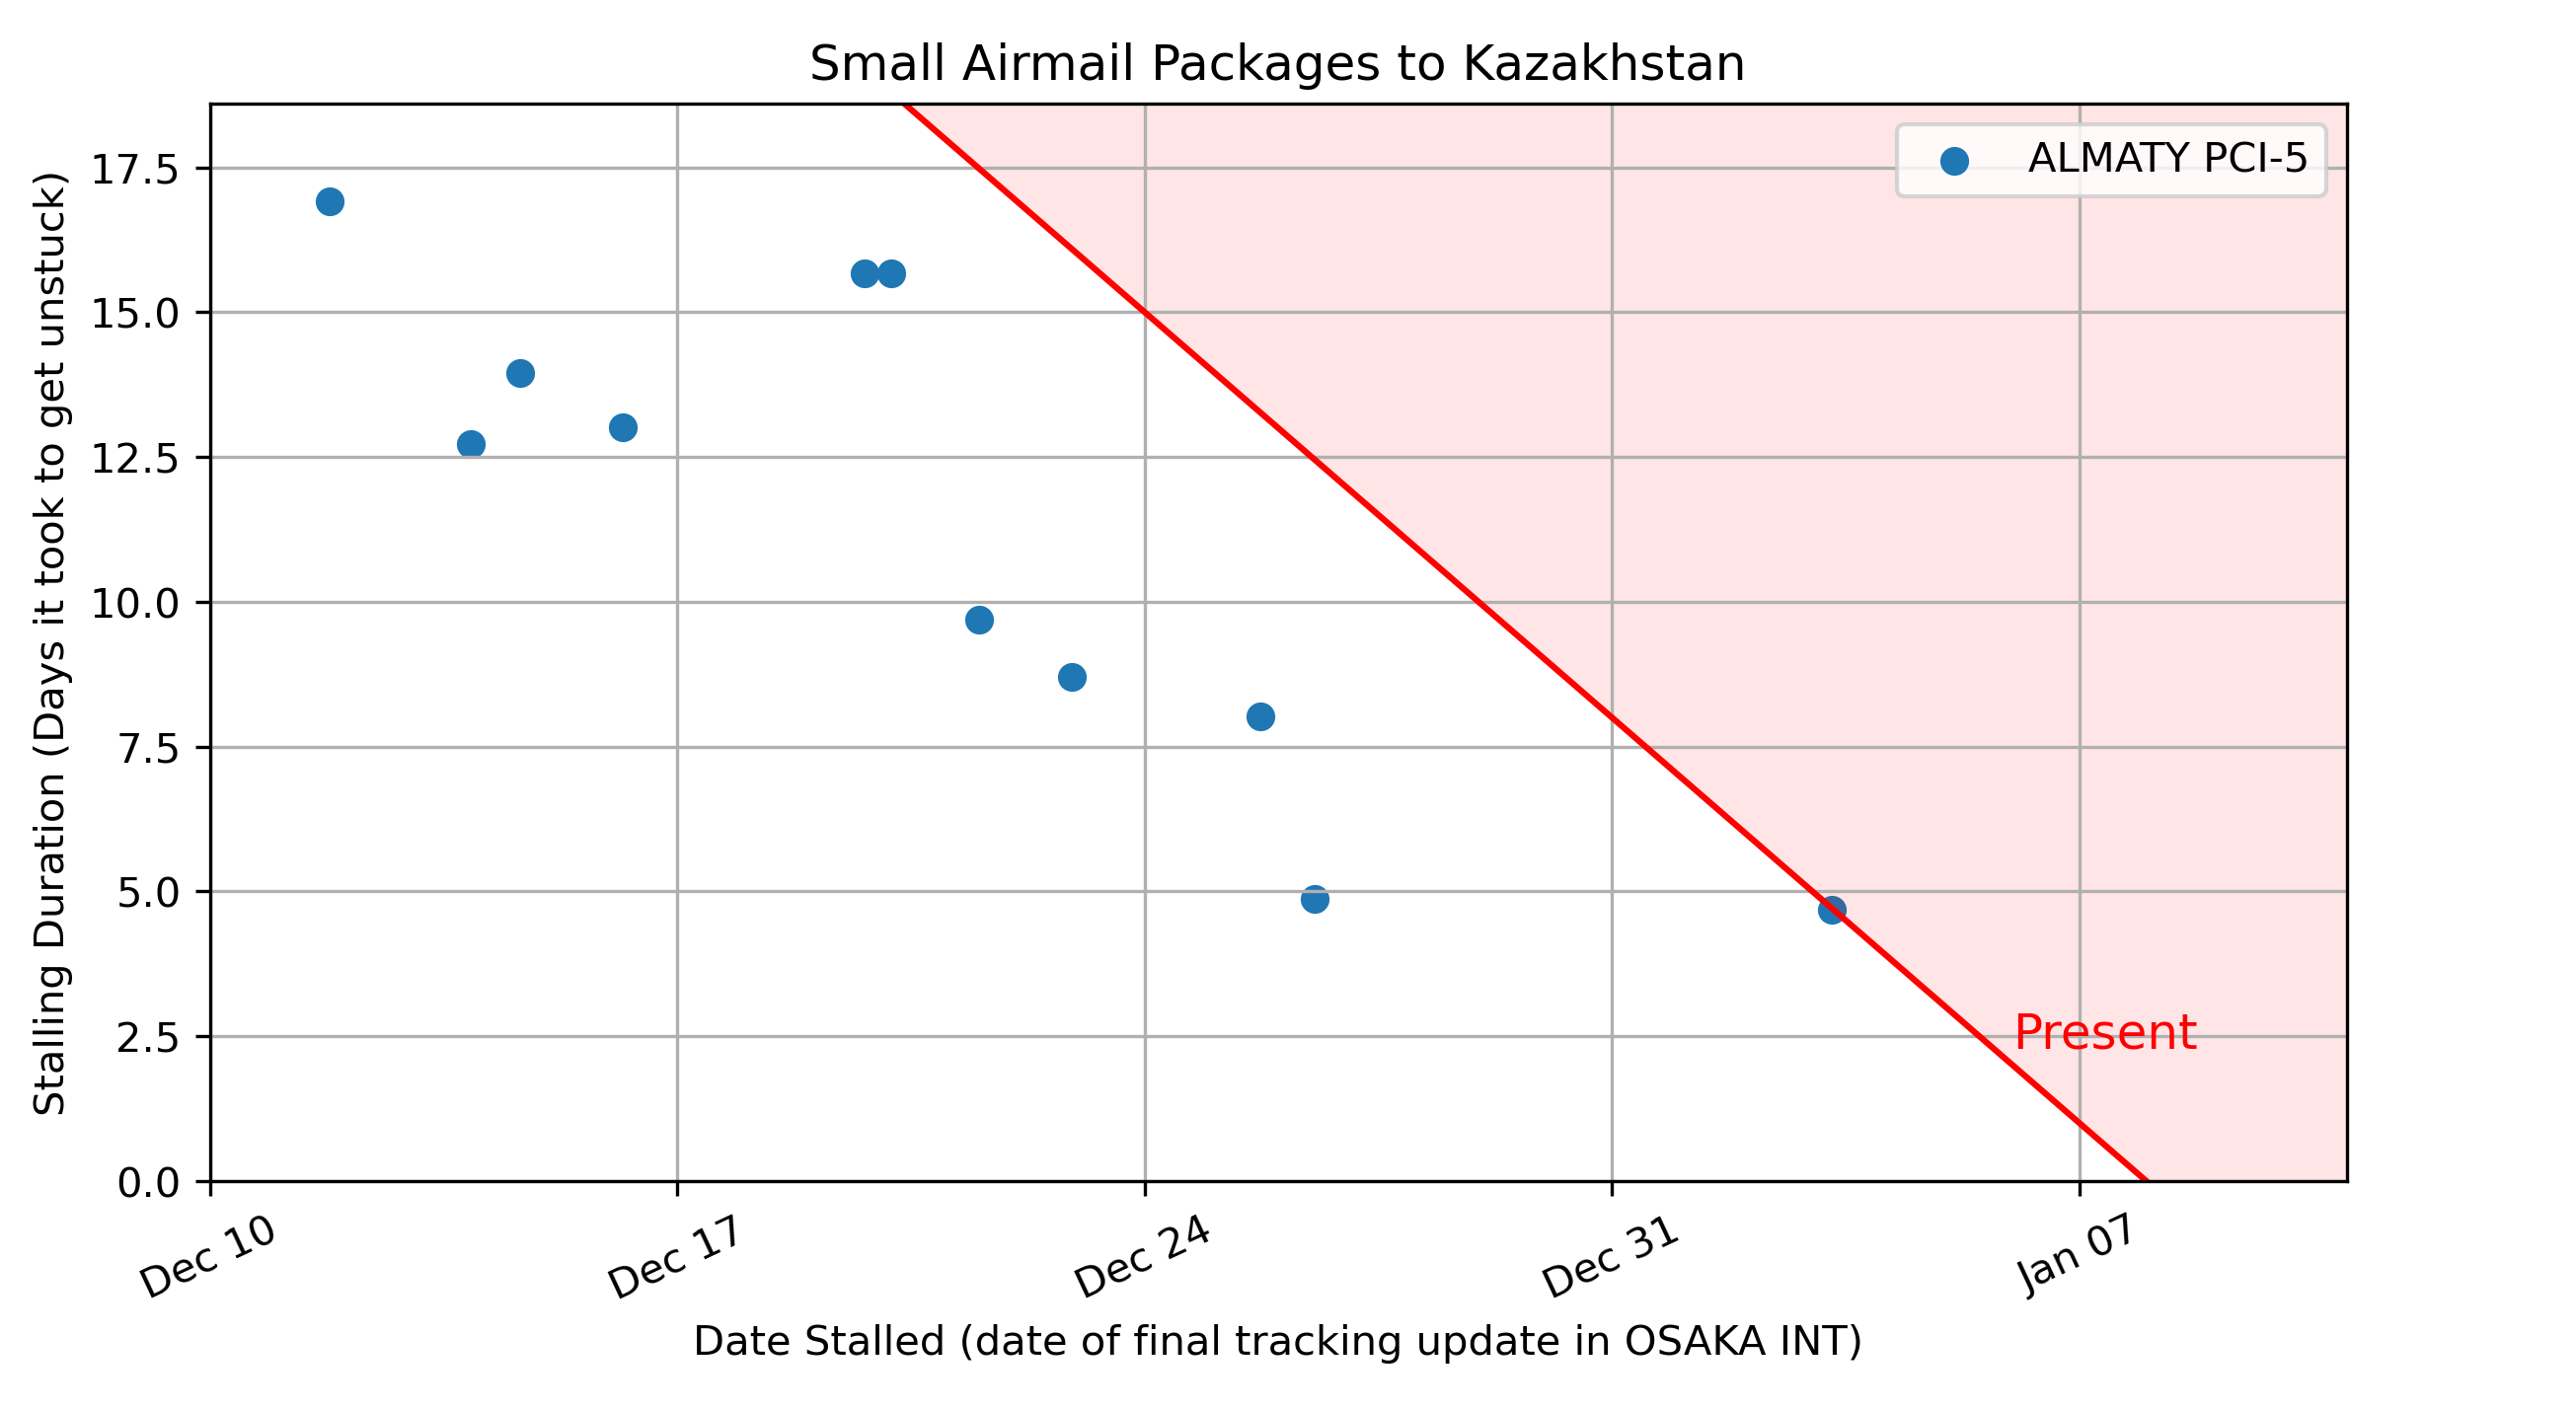 Small Airmail Packages to Kazakhstan
ALMATY PCI-5
Stalling Duration (Days it took to get unstuck)
17.5
15.0
12.5
10.0
7.5
5.0
2.5
0.0
Present
Dec 10
Dec 17
Dec 24
Dec 31
Jan 07
Date Stalled (date of final tracking update in OSAKA INT)